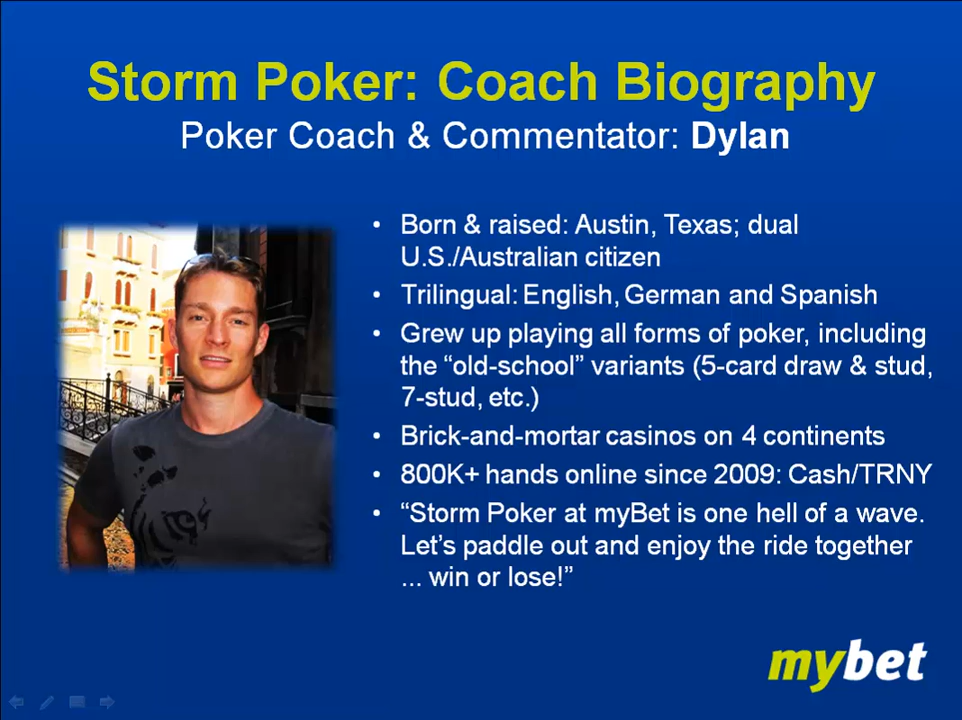 Storm Poker: Coach Biography
Poker Coach & Commentator: Dylan
• Born & raised: Austin, Texas; dual
U.S./Australian citizen
• Trilingual: English, German and Spanish
• Grew up playing all forms of poker, including
the “old-school” variants (5-card draw & stud,
7-stud, etc.)
• Brick-and-mortar casinos on 4 continents
• 800K+ hands online since 2009: Cash/TRNY
• “Storm Poker at myBet is one hell of a wave.
Let’s paddle out and enjoy the ride together
... win or lose!”
mybet